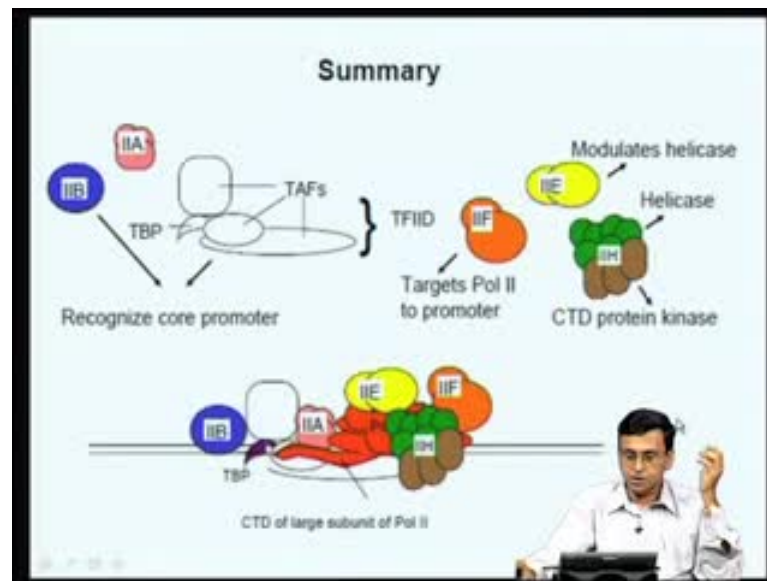 Summary
IIA
IIB
TAFs
TBP
TFIID
Recognize core promoter
IIF
Targets Pol II
to promoter
Modulates helicase
IIE
Helicase
IIH
CTD protein kinase
IIE
IIF
IIB
IIA
IIH
TBP
CTD of large subunit of Pol II